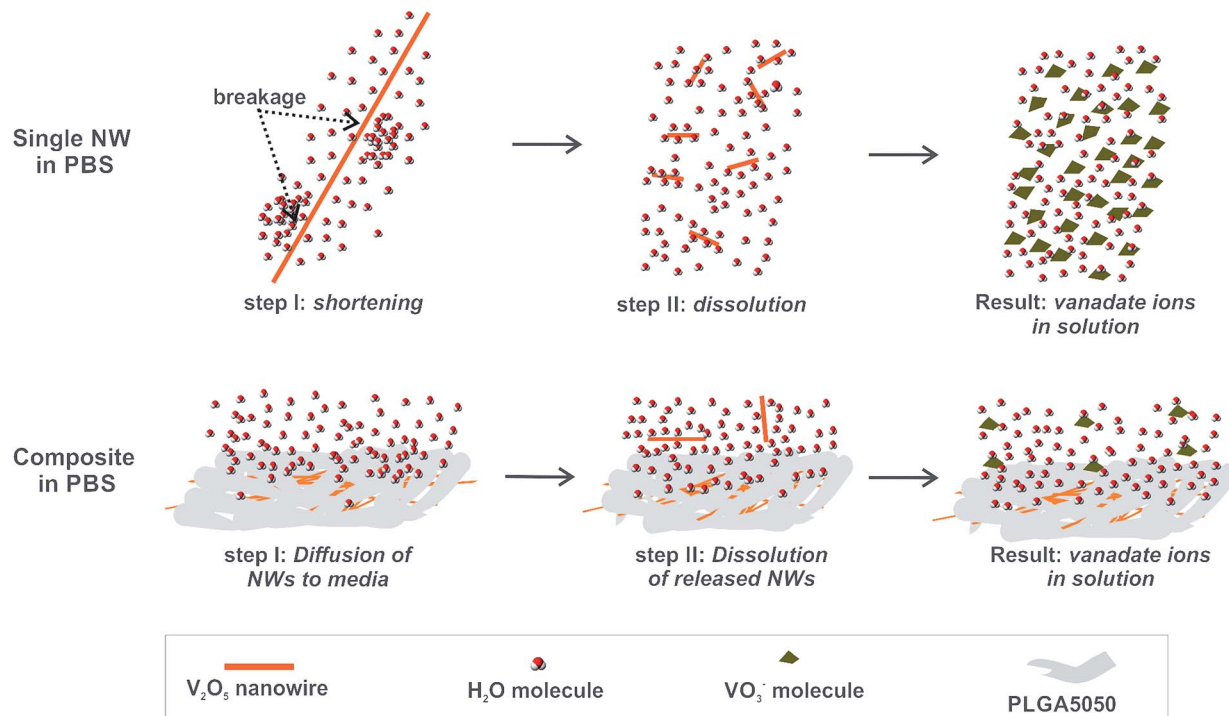 breakage
Single NW
in PBS
step I: shortening
step II: dissolution
Result: vanadate ions
in solution
Composite
in PBS
step I: Diffusion of
NWs to media
step II: Dissolution
of released NWs
Result: vanadate ions
in solution
V₂O₅ nanowire
H₂O molecule
VO₃⁻ molecule
PLGA5050